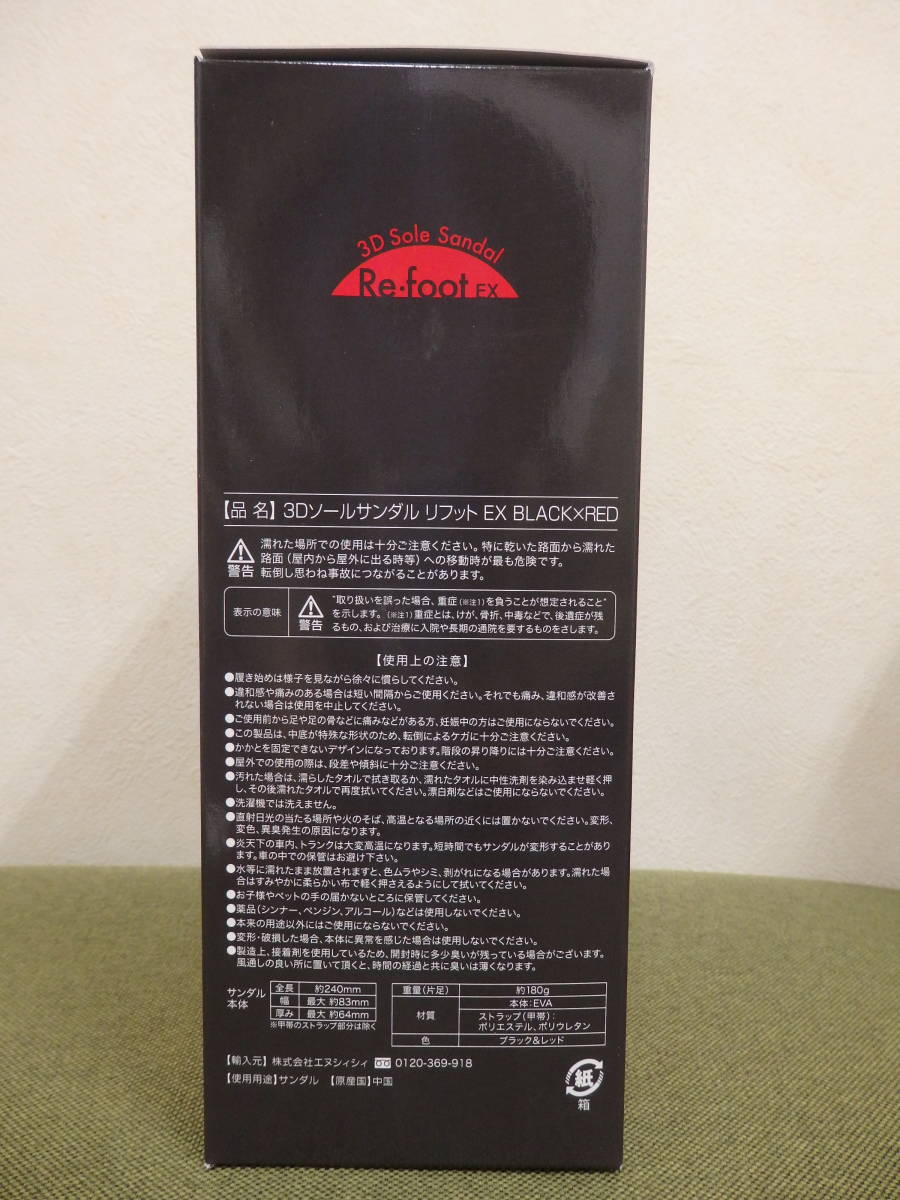 3D Sole Sandal
Re•foot EX
【品 名】 3Dソールサンダル リフット EX BLACK×RED
濡れた場所での使用は十分ご注意ください。特に乾いた路面から濡れた
路面（屋内から屋外に出る時等）への移動時が最も危険です。
警告 転倒し思わね事故につながることがあります。
表示の意味
警告
"取り扱いを誤った場合、重症(※注1)を負うことが想定されること"
を示します。(※注1)重症とは、けが、骨折、中毒などで、後遺症が残
るもの、および治療に入院や長期の通院を要するものをさします。
【使用上の注意】
●履き始めは様子を見ながら徐々に慣らしてください。
●違和感や痛みのある場合は短い間隔からご使用ください。それでも痛み、違和感が改善さ
れない場合は使用を中止してください。
●ご使用前から足や足の骨などに痛みなどがある方、妊娠中の方はご使用にならないでください。
●この製品は、中底が特殊な形状のため、転倒によるケガに十分ご注意ください。
●かかとを固定できないデザインになっております。階段の昇り降りには十分ご注意ください。
●屋外での使用の際は、段差や傾斜に十分ご注意ください。
●汚れた場合は、濡らしたタオルで拭き取るか、濡れたタオルに中性洗剤を染み込ませ軽く押
し、その後濡れたタオルで再度拭いてください。漂白剤などはご使用にならないでください。
●洗濯機では洗えません。
●直射日光の当たる場所や火のそば、高温となる場所の近くには置かないでください。変形、
変色、異臭発生の原因になります。
●炎天下の車内、トランクは大変高温になります。短時間でもサンダルが変形することがあり
ます。車の中での保管はお避け下さい。
●水等に濡れたまま放置されますと、色ムラやシミ、剥がれになる場合があります。濡れた場
合はすみやかに柔らかい布で軽く押さえるようにして拭いてください。
●お子様やペットの手の届かないところに保管してください。
●薬品(シンナー、ベンジン、アルコール)などは使用しないでください。
●本来の用途以外にはご使用にならないでください。
●変形・破損した場合、本体に異常を感じた場合は使用しないでください。
●製造上、接着剤を使用しているため、開封時に多少臭いが残っている場合がございます。
風通しの良い所に置いて頂くと、時間の経過と共に臭いは薄くなります。
サンダル本体
全長 約240mm
幅 最大 約83mm
厚み 最大 約64mm
※甲帯のストラップ部分は除く
重量(片足) 約180g
材質 本体:EVA
ストラップ(甲帯):
ポリエステル、ポリウレタン
色 ブラック&レッド
【輸入元】株式会社エヌシィシィ 0120-369-918
【使用用途】サンダル 【原産国】中国
紙
箱